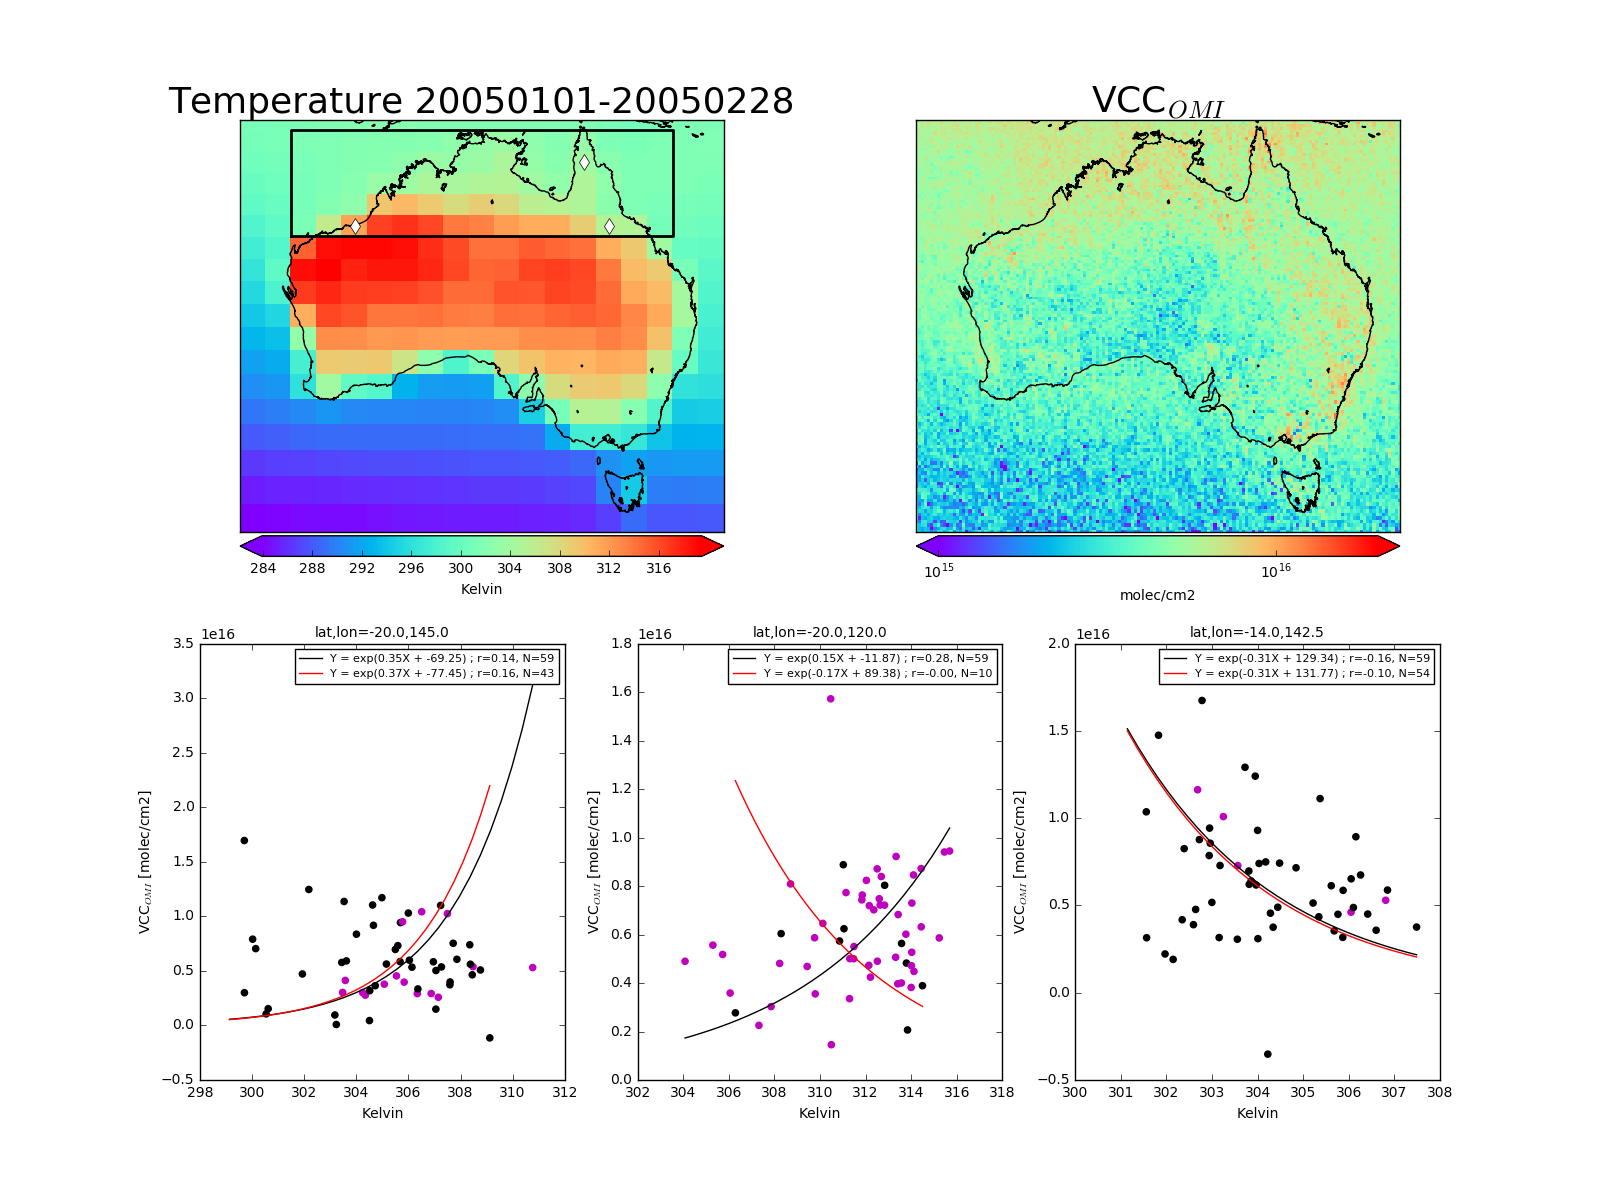 Temperature 20050101-20050228
VCC_OMI
284 288 292 296 300 304 308 312 316
Kelvin
10^15 10^16
molec/cm2
1e16 lat,lon=-20.0,145.0
Y = exp(0.35X + -69.25) ; r=0.14, N=59
Y = exp(0.37X + -77.45) ; r=0.16, N=43
3.5
3.0
2.5
2.0
1.5
1.0
0.5
0.0
−0.5
VCC_OMI [molec/cm2]
298 300 302 304 306 308 310 312
Kelvin
1e16 lat,lon=-20.0,120.0
Y = exp(0.15X + -11.87) ; r=0.28, N=59
Y = exp(-0.17X + 89.38) ; r=-0.00, N=10
1.8
1.6
1.4
1.2
1.0
0.8
0.6
0.4
0.2
0.0
VCC_OMI [molec/cm2]
302 304 306 308 310 312 314 316 318
Kelvin
1e16 lat,lon=-14.0,142.5
Y = exp(-0.31X + 129.34) ; r=-0.16, N=59
Y = exp(-0.31X + 131.77) ; r=-0.10, N=54
2.0
1.5
1.0
0.5
0.0
−0.5
VCC_OMI [molec/cm2]
300 301 302 303 304 305 306 307 308
Kelvin